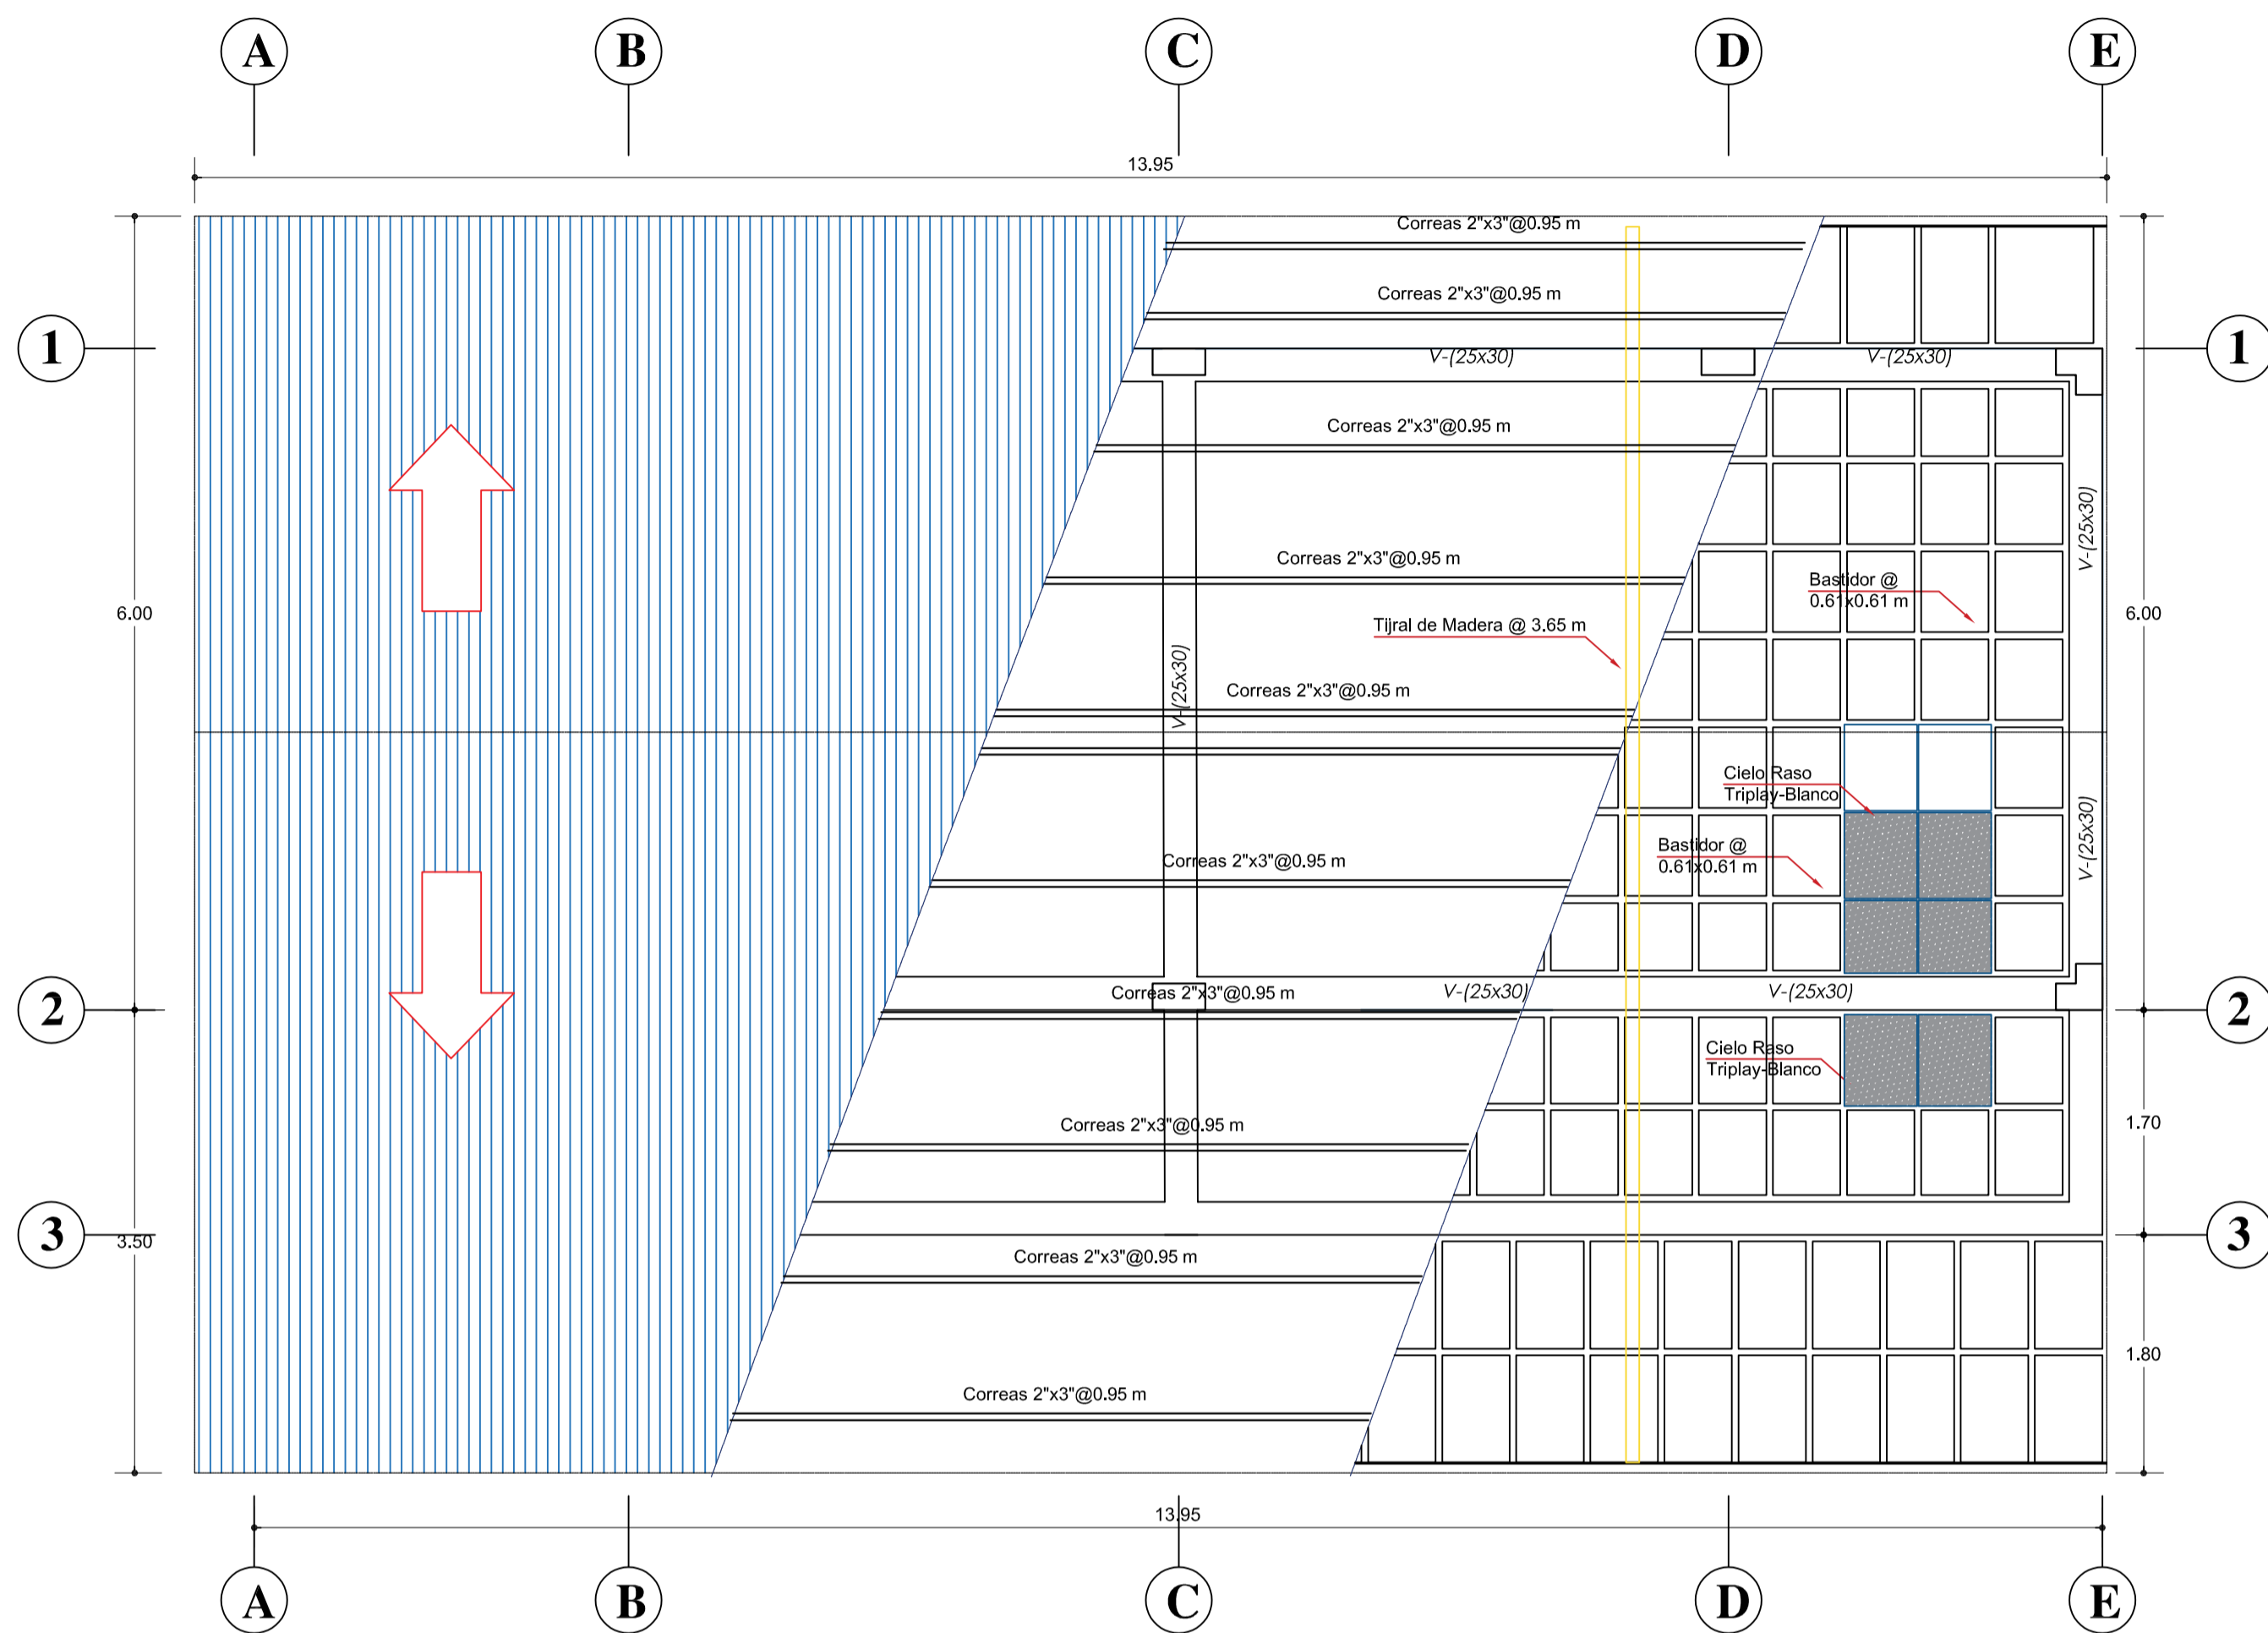 A B C D E
13.95
Correas 2"x3"@0.95 m
Correas 2"x3"@0.95 m
1 1
V-(25x30) V-(25x30)
Correas 2"x3"@0.95 m
V-(25x30)
Correas 2"x3"@0.95 m
Bastidor @
0.61x0.61 m
6.00 6.00
Tijral de Madera @ 3.65 m
V-(25x30)
Correas 2"x3"@0.95 m
Cielo Raso
Triplay-Blanco
V-(25x30)
Bastidor @
0.61x0.61 m
Correas 2"x3"@0.95 m
V-(25x30) V-(25x30)
Correas 2"x3"@0.95 m
2 2
Cielo Raso
Triplay-Blanco
1.70
Correas 2"x3"@0.95 m
3 3
3.50
Correas 2"x3"@0.95 m
1.80
Correas 2"x3"@0.95 m
13.95
A B C D E